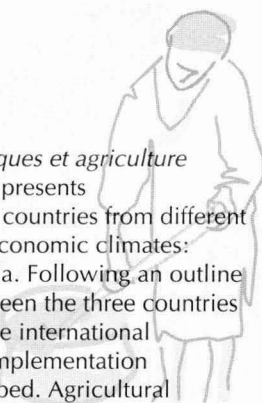 ques et agriculture
presents
countries from different
conomic climates:
a. Following an outline
een the three countries
e international
mplementation
bed. Agricultural